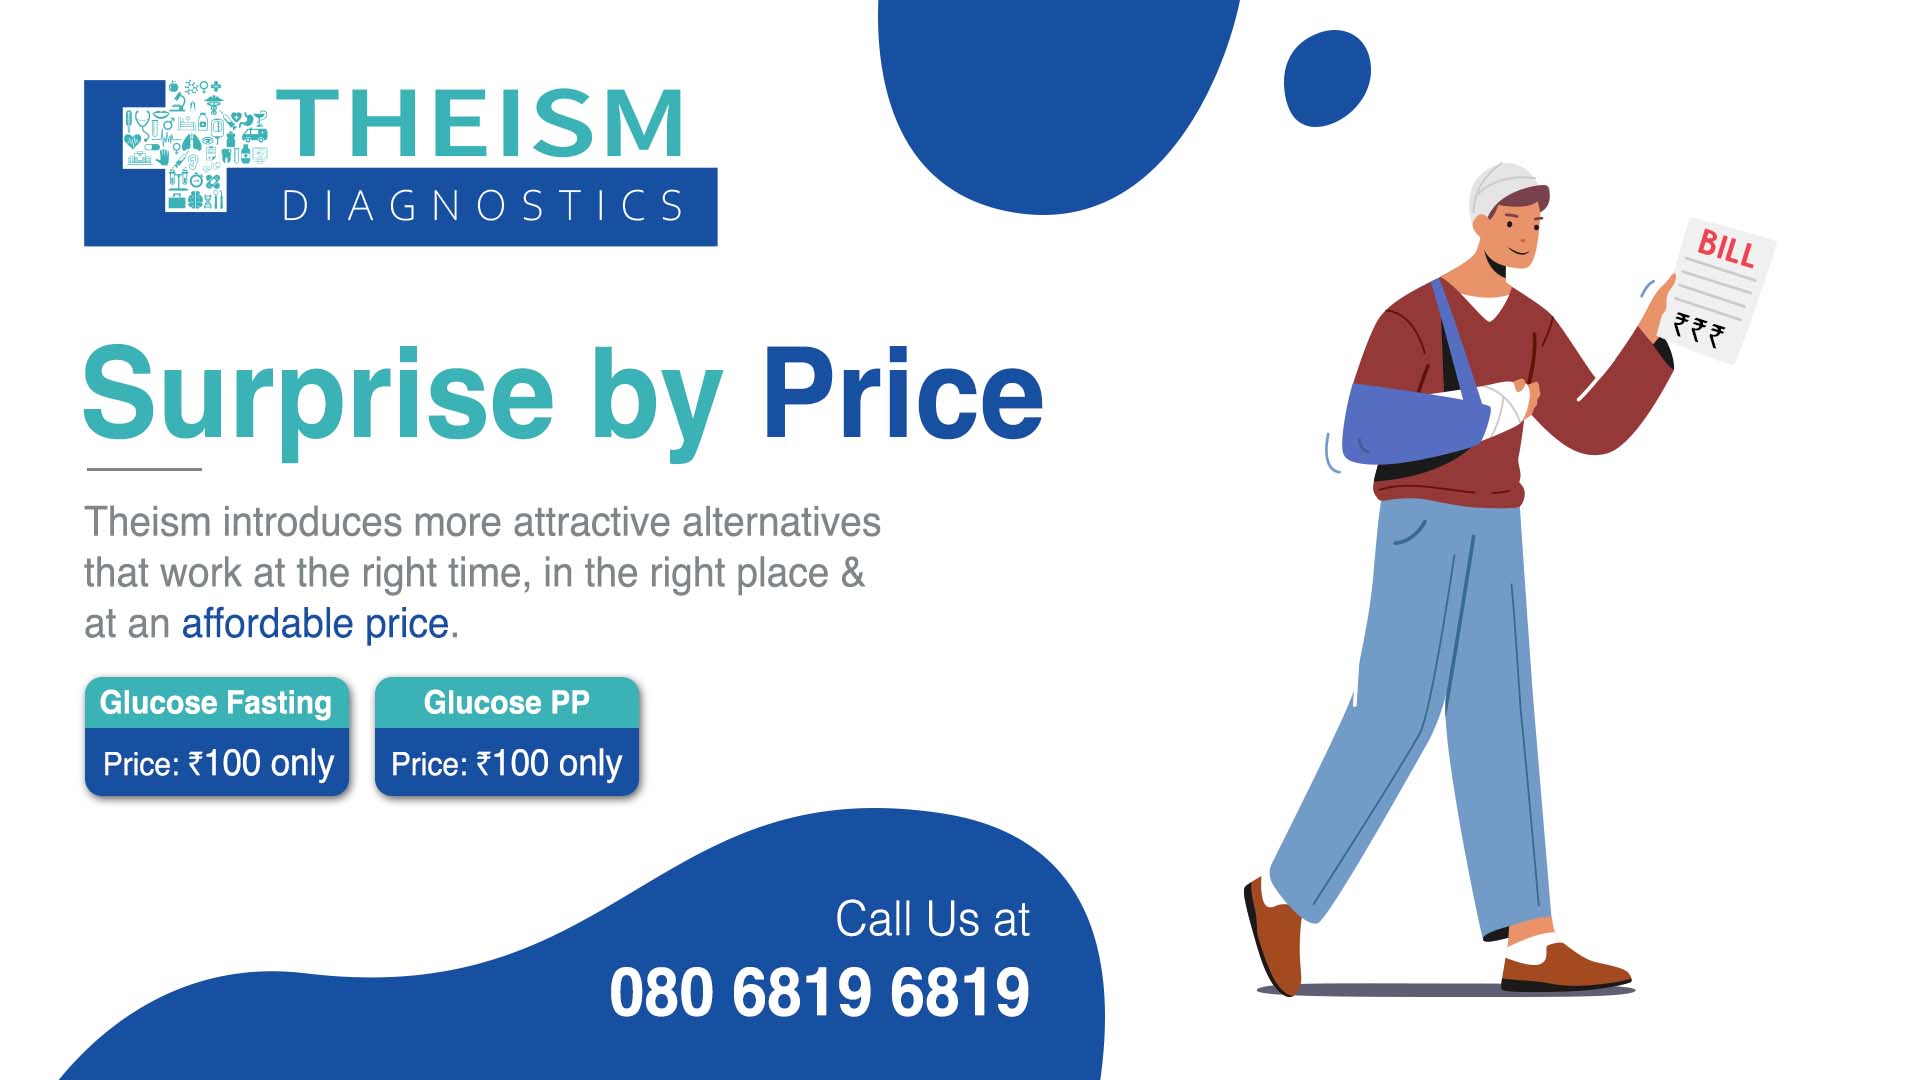 THEISM
DIAGNOSTICS
BILL
₹₹₹
Surprise by Price
Theism introduces more attractive alternatives
that work at the right time, in the right place &
at an affordable price.
Glucose Fasting
Price: ₹100 only
Glucose PP
Price: ₹100 only
Call Us at
080 6819 6819